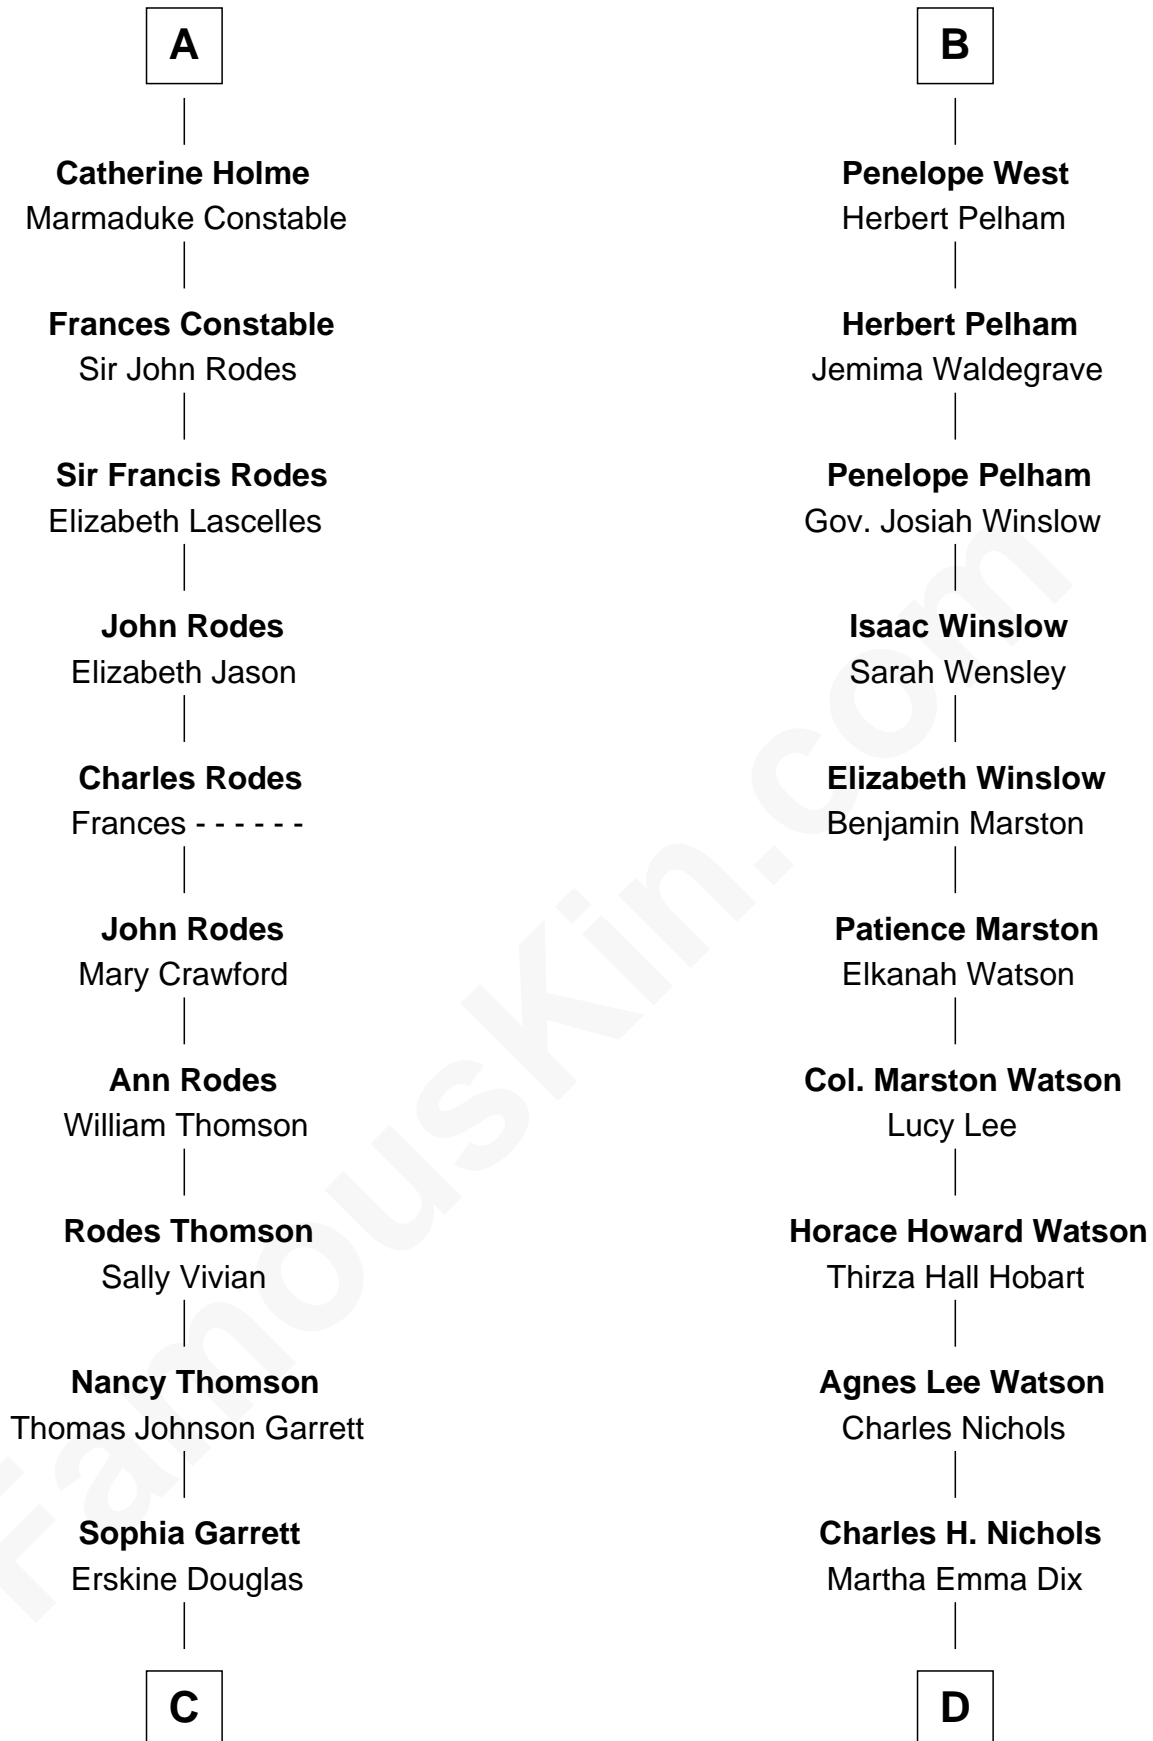 A
Catherine Holme
Marmaduke Constable
Frances Constable
Sir John Rodes
Sir Francis Rodes
Elizabeth Lascelles
John Rodes
Elizabeth Jason
Charles Rodes
Frances - - - - - -
John Rodes
Mary Crawford
Ann Rodes
William Thomson
Rodes Thomson
Sally Vivian
Nancy Thomson
Thomas Johnson Garrett
Sophia Garrett
Erskine Douglas
C
B
Penelope West
Herbert Pelham
Herbert Pelham
Jemima Waldegrave
Penelope Pelham
Gov. Josiah Winslow
Isaac Winslow
Sarah Wensley
Elizabeth Winslow
Benjamin Marston
Patience Marston
Elkanah Watson
Col. Marston Watson
Lucy Lee
Horace Howard Watson
Thirza Hall Hobart
Agnes Lee Watson
Charles Nichols
Charles H. Nichols
Martha Emma Dix
D
FamousKin.com